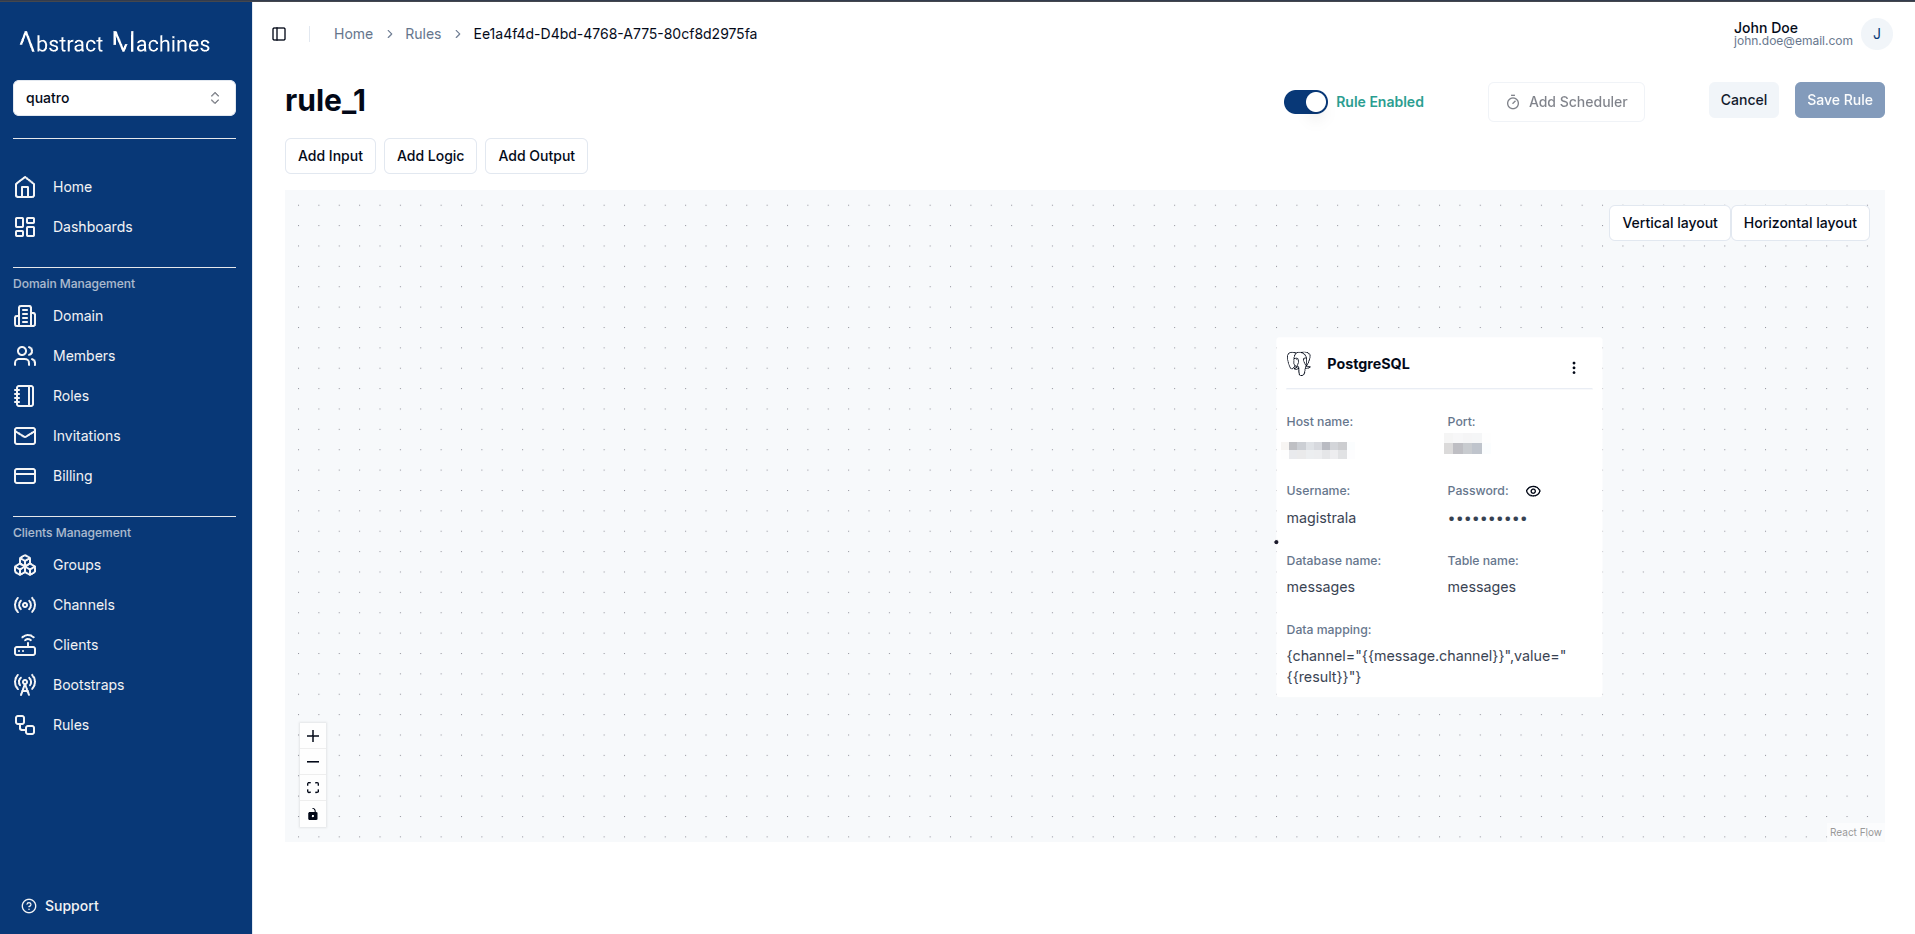 Abstract Machines
quatro
Home
Dashboards
Domain Management
Domain
Members
Roles
Invitations
Billing
Clients Management
Groups
Channels
Clients
Bootstraps
Rules
Support
Home > Rules > Ee1a4f4d-D4bd-4768-A775-80cf8d2975fa
John Doe
john.doe@email.com
J
rule_1
Rule Enabled
Add Scheduler
Cancel
Save Rule
Add Input
Add Logic
Add Output
Vertical layout
Horizontal layout
PostgreSQL
Host name: Port:
Username: Password:
magistrala ••••••••••
Database name: Table name:
messages messages
Data mapping:
{channel="{{message.channel}}",value="
{{result}}"}
React Flow